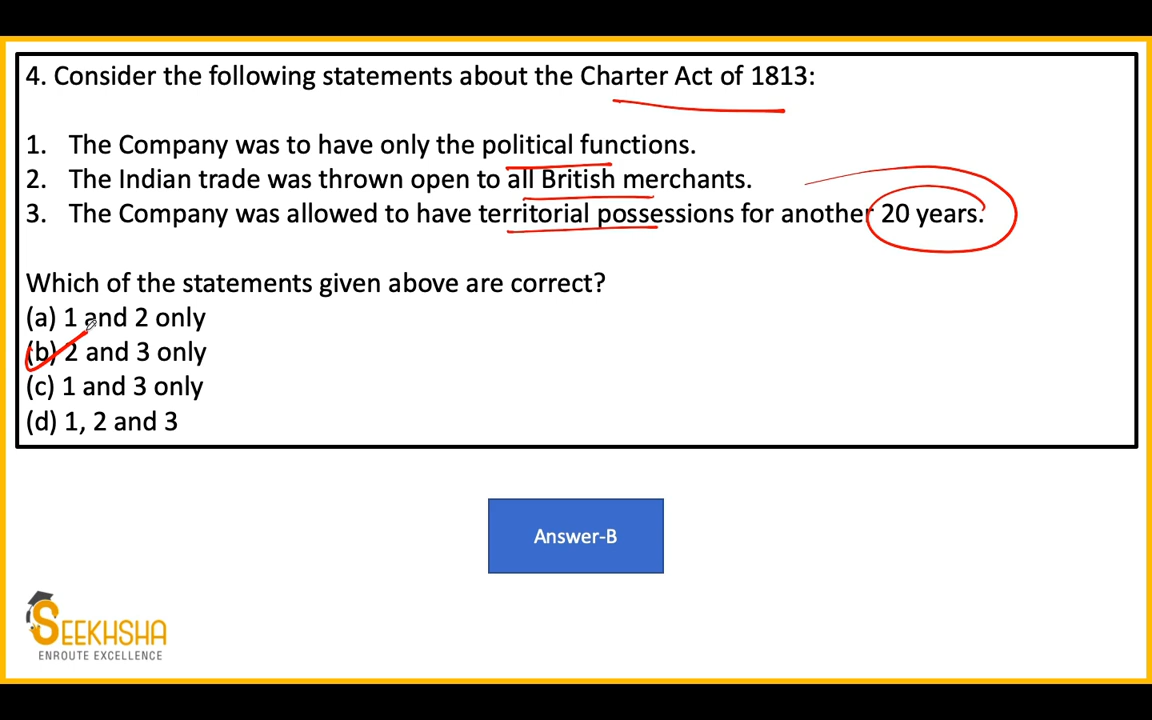 4. Consider the following statements about the Charter Act of 1813:
1. The Company was to have only the political functions.
2. The Indian trade was thrown open to all British merchants.
3. The Company was allowed to have territorial possessions for another 20 years.
Which of the statements given above are correct?
(a) 1 and 2 only
(b) 2 and 3 only
(c) 1 and 3 only
(d) 1, 2 and 3
Answer-B
SEEKHSHA
ENROUTE EXCELLENCE